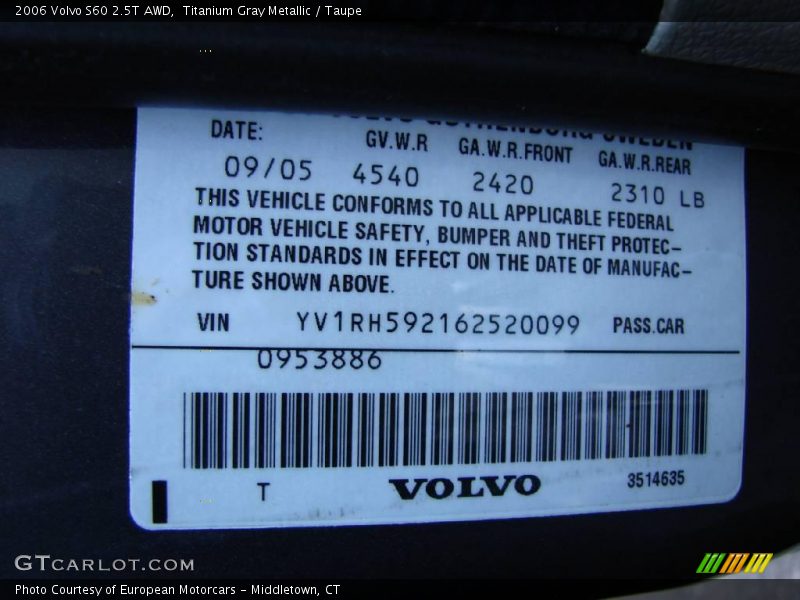 2006 Volvo S60 2.5T AWD,  Titanium Gray Metallic / Taupe
VOLVO GOTHENBURG SWEDEN
DATE: GV.W.R GA.W.R.FRONT GA.W.R.REAR
09/05 4540 2420 2310 LB
THIS VEHICLE CONFORMS TO ALL APPLICABLE FEDERAL
MOTOR VEHICLE SAFETY, BUMPER AND THEFT PROTEC-
TION STANDARDS IN EFFECT ON THE DATE OF MANUFAC-
TURE SHOWN ABOVE.
VIN YV1RH592162520099 PASS.CAR
0953886
T VOLVO 3514635
GTCARLOT.COM
Photo Courtesy of European Motorcars - Middletown, CT